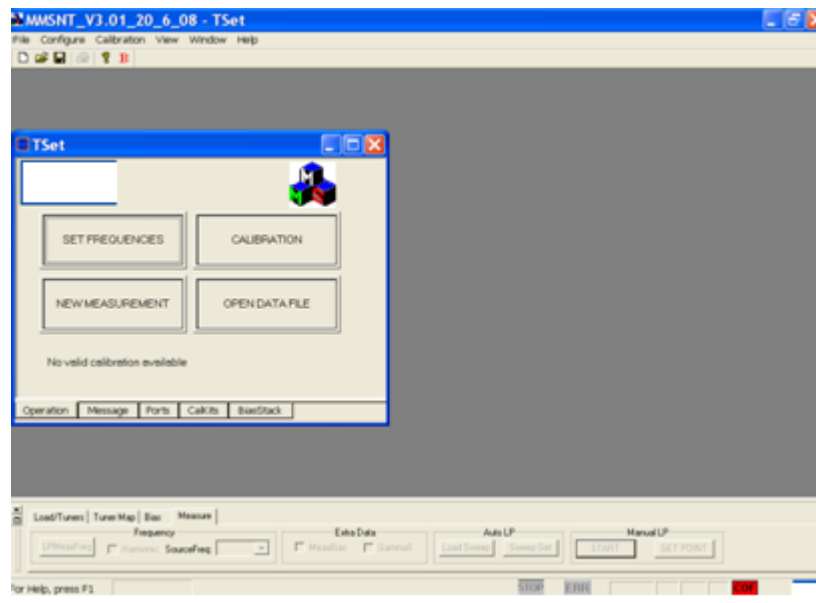 MMSNT_V3.01_20_6_08 - TSet
File Configure Calibration View Window Help
TSet
SET FREQUENCIES CALIBRATION
NEW MEASUREMENT OPEN DATA FILE
No valid calibration available
Operation Message Ports CalKits BiasStack
Load/Tuners Tuner Map Bias Measure
Frequency Extra Data Auto LP Manual LP
LPMeasFreq Harmonic SourceFreq MeasBias GammaS Load Sweep Sweep Set START GET POINT
For Help, press F1 STOP ERR COF